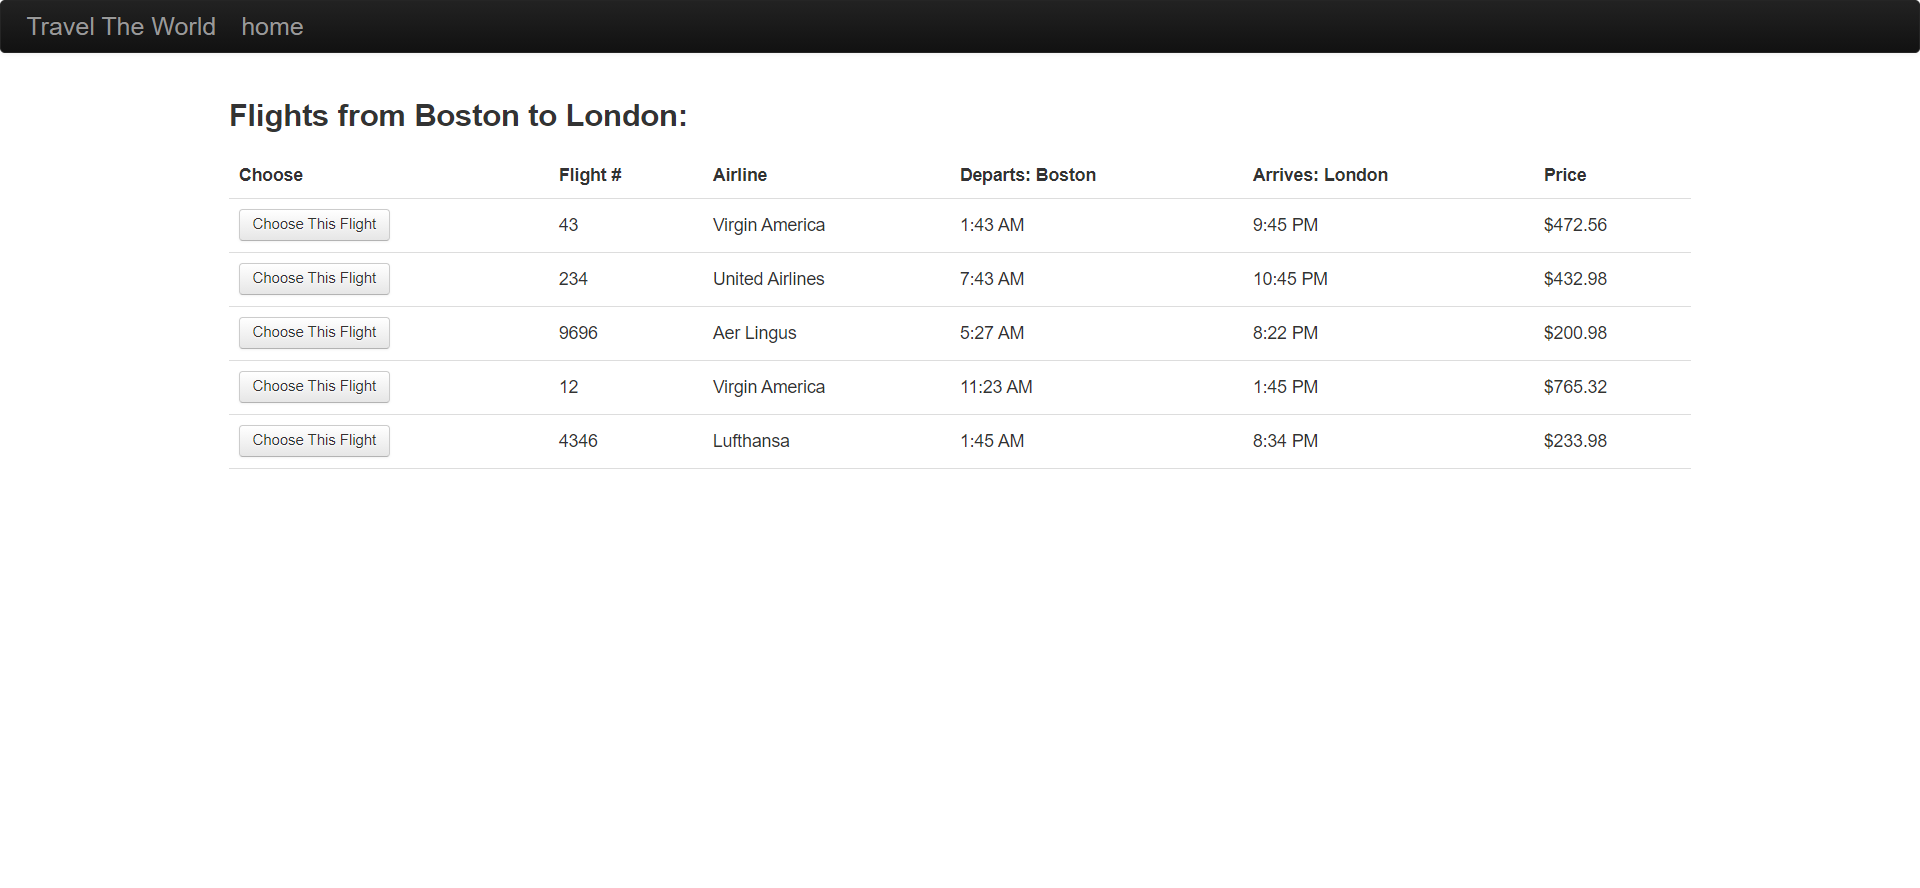 Travel The World home
Flights from Boston to London:
Choose Flight # Airline Departs: Boston Arrives: London Price
Choose This Flight 43 Virgin America 1:43 AM 9:45 PM $472.56
Choose This Flight 234 United Airlines 7:43 AM 10:45 PM $432.98
Choose This Flight 9696 Aer Lingus 5:27 AM 8:22 PM $200.98
Choose This Flight 12 Virgin America 11:23 AM 1:45 PM $765.32
Choose This Flight 4346 Lufthansa 1:45 AM 8:34 PM $233.98